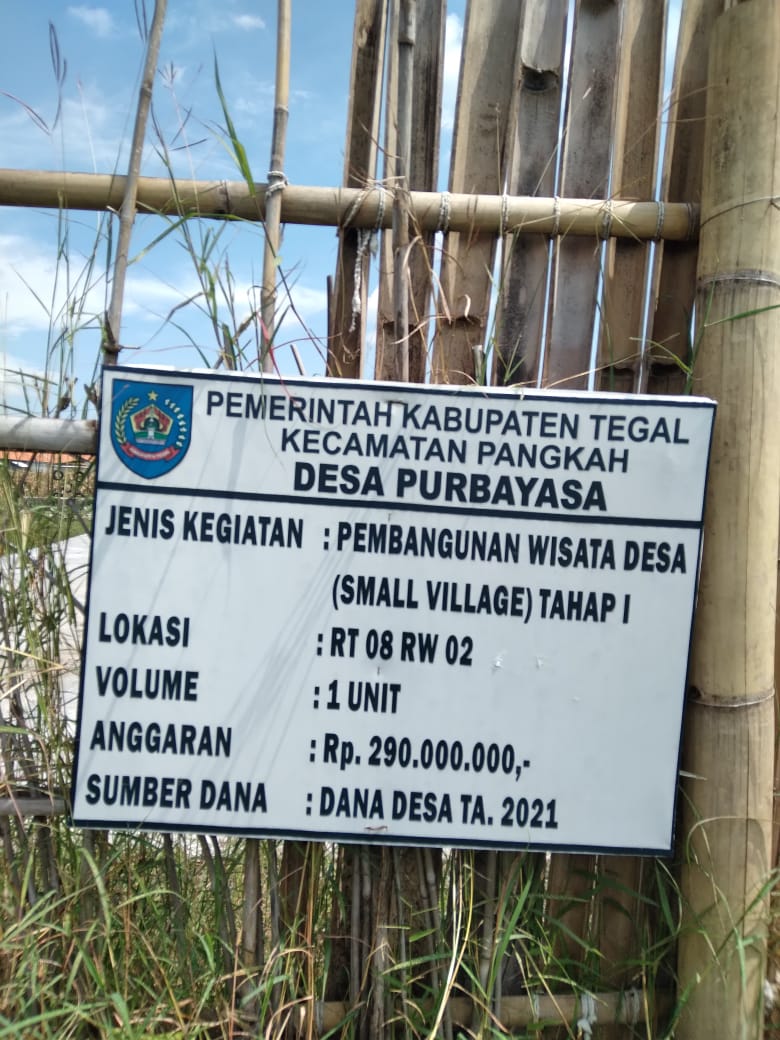 PEMERINTAH KABUPATEN TEGAL
KECAMATAN PANGKAH
DESA PURBAYASA
JENIS KEGIATAN : PEMBANGUNAN WISATA DESA
(SMALL VILLAGE) TAHAP I
LOKASI : RT 08 RW 02
VOLUME : 1 UNIT
ANGGARAN : Rp. 290.000.000,-
SUMBER DANA : DANA DESA TA. 2021